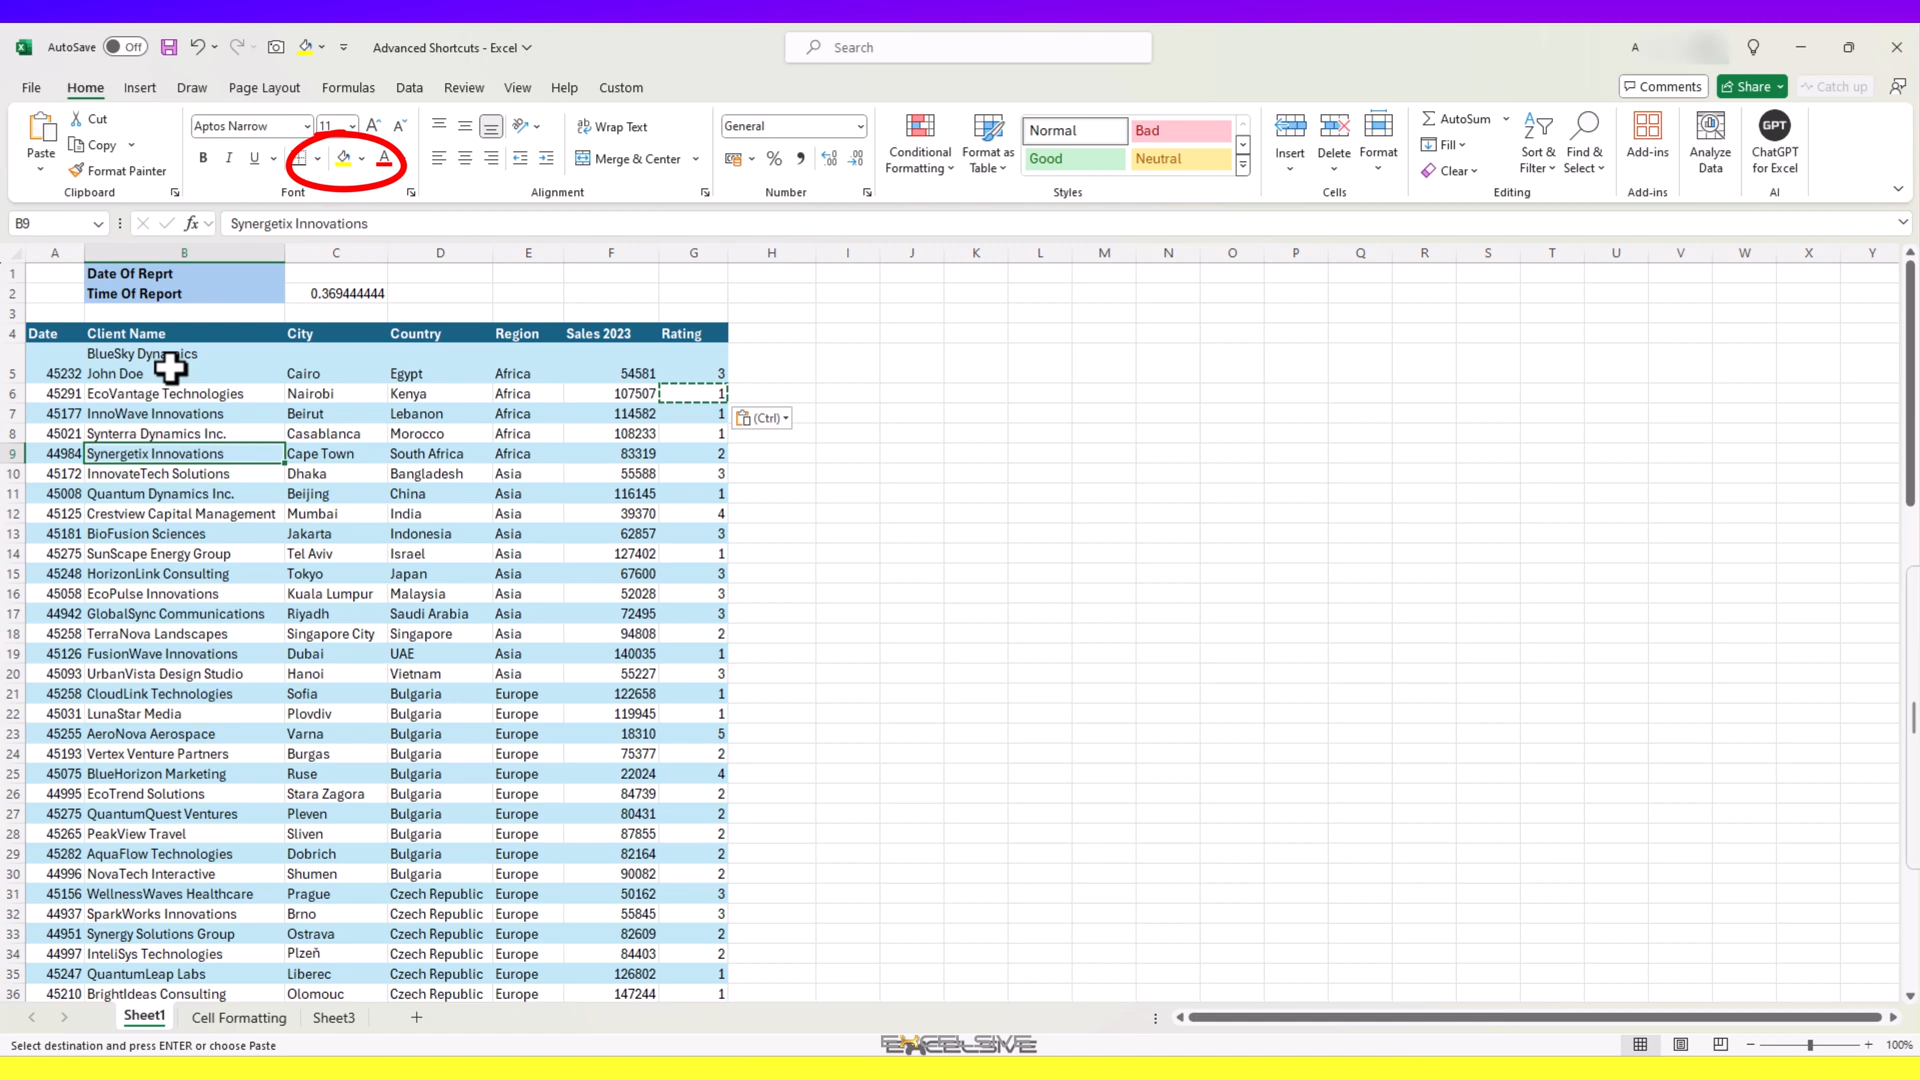 AutoSave Off Advanced Shortcuts - Excel Search A
File Home Insert Draw Page Layout Formulas Data Review View Help Custom Comments Share Catch up
Paste Cut Copy Format Painter Clipboard
Aptos Narrow 11 A A B I U A Font
Wrap Text Merge & Center Alignment
General % , Number
Conditional Formatting Format as Table Normal Bad Good Neutral Styles
Insert Delete Format Cells
AutoSum Fill Clear Sort & Filter Find & Select Editing
Add-ins Add-ins
Analyze Data GPT ChatGPT for Excel AI
B9 fx Synergetix Innovations
A B C D E F G H I J K L M N O P Q R S T U V W X Y
1 Date Of Reprt
2 Time Of Report 0.369444444
3
4 Date Client Name City Country Region Sales 2023 Rating
BlueSky Dynamics
5 45232 John Doe Cairo Egypt Africa 54581 3
6 45291 EcoVantage Technologies Nairobi Kenya Africa 107507 1
7 45177 InnoWave Innovations Beirut Lebanon Africa 114582 1 (Ctrl)
8 45021 Synterra Dynamics Inc. Casablanca Morocco Africa 108233 1
9 44984 Synergetix Innovations Cape Town South Africa Africa 83319 2
10 45172 InnovateTech Solutions Dhaka Bangladesh Asia 55588 3
11 45008 Quantum Dynamics Inc. Beijing China Asia 116145 1
12 45125 Crestview Capital Management Mumbai India Asia 39370 4
13 45181 BioFusion Sciences Jakarta Indonesia Asia 62857 3
14 45275 SunScape Energy Group Tel Aviv Israel Asia 127402 1
15 45248 HorizonLink Consulting Tokyo Japan Asia 67600 3
16 45058 EcoPulse Innovations Kuala Lumpur Malaysia Asia 52028 3
17 44942 GlobalSync Communications Riyadh Saudi Arabia Asia 72495 3
18 45258 TerraNova Landscapes Singapore City Singapore Asia 94808 2
19 45126 FusionWave Innovations Dubai UAE Asia 140035 1
20 45093 UrbanVista Design Studio Hanoi Vietnam Asia 55227 3
21 45258 CloudLink Technologies Sofia Bulgaria Europe 122658 1
22 45031 LunaStar Media Plovdiv Bulgaria Europe 119945 1
23 45255 AeroNova Aerospace Varna Bulgaria Europe 18310 5
24 45193 Vertex Venture Partners Burgas Bulgaria Europe 75377 2
25 45075 BlueHorizon Marketing Ruse Bulgaria Europe 22024 4
26 44995 EcoTrend Solutions Stara Zagora Bulgaria Europe 84739 2
27 45275 QuantumQuest Ventures Pleven Bulgaria Europe 80431 2
28 45265 PeakView Travel Sliven Bulgaria Europe 87855 2
29 45282 AquaFlow Technologies Dobrich Bulgaria Europe 82164 2
30 44996 NovaTech Interactive Shumen Bulgaria Europe 90082 2
31 45156 WellnessWaves Healthcare Prague Czech Republic Europe 50162 3
32 44937 SparkWorks Innovations Brno Czech Republic Europe 55845 3
33 44951 Synergy Solutions Group Ostrava Czech Republic Europe 82609 2
34 44997 InteliSys Technologies Plzeň Czech Republic Europe 84403 2
35 45247 QuantumLeap Labs Liberec Czech Republic Europe 126802 1
36 45210 BrightIdeas Consulting Olomouc Czech Republic Europe 147244 1
Sheet1 Cell Formatting Sheet3
Select destination and press ENTER or choose Paste EXCELSIVE 100%